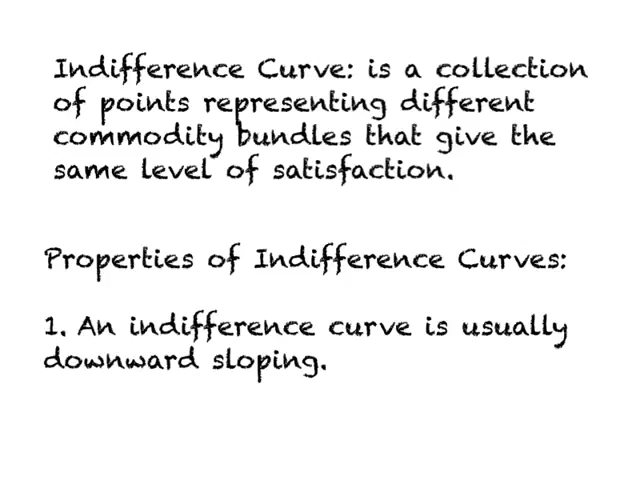 Indifference Curve: is a collection
of points representing different
commodity bundles that give the
same level of satisfaction.
Properties of Indifference Curves:
1. An indifference curve is usually
downward sloping.